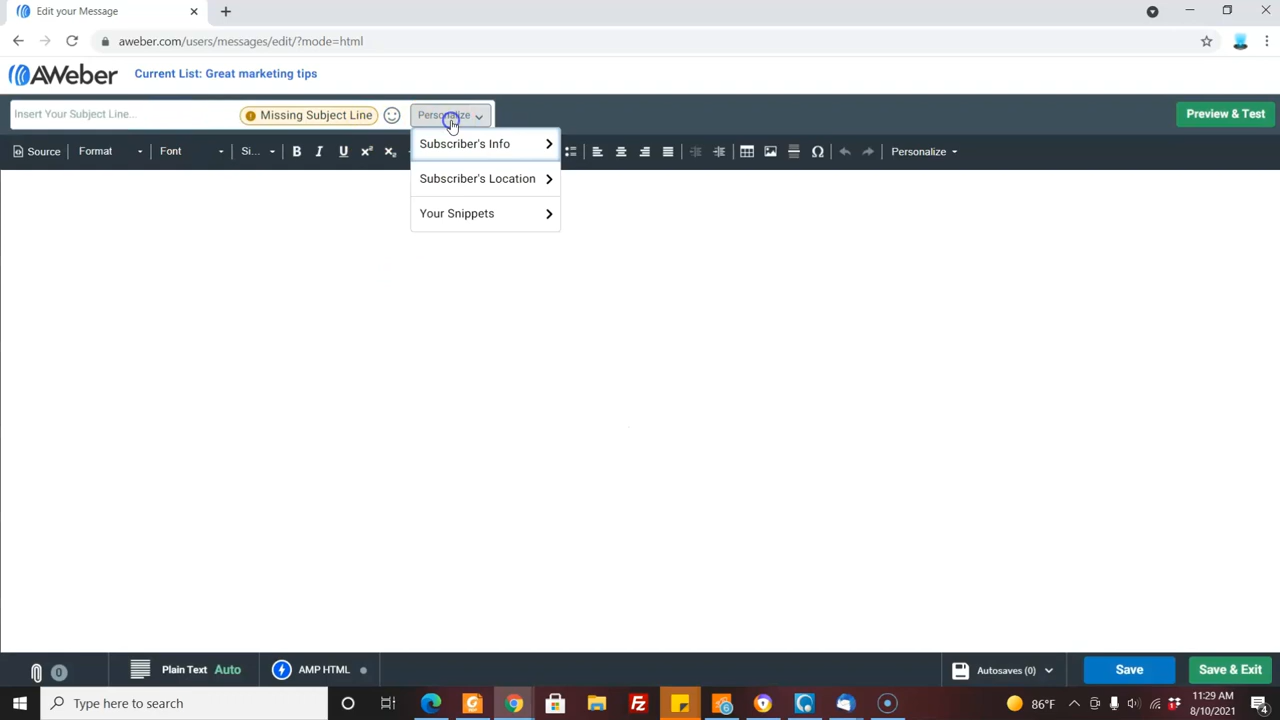 Edit your Message
aweber.com/users/messages/edit/?mode=html
AWeber
Current List: Great marketing tips
Insert Your Subject Line...
Missing Subject Line
Personalize
Preview & Test
Source
Format
Font
Si...
B
I
U
x²
x₂
Ω
Personalize
Subscriber's Info
Subscriber's Location
Your Snippets
0
Plain Text Auto
AMP HTML
Autosaves (0)
Save
Save & Exit
Type here to search
86°F
11:29 AM
8/10/2021
4